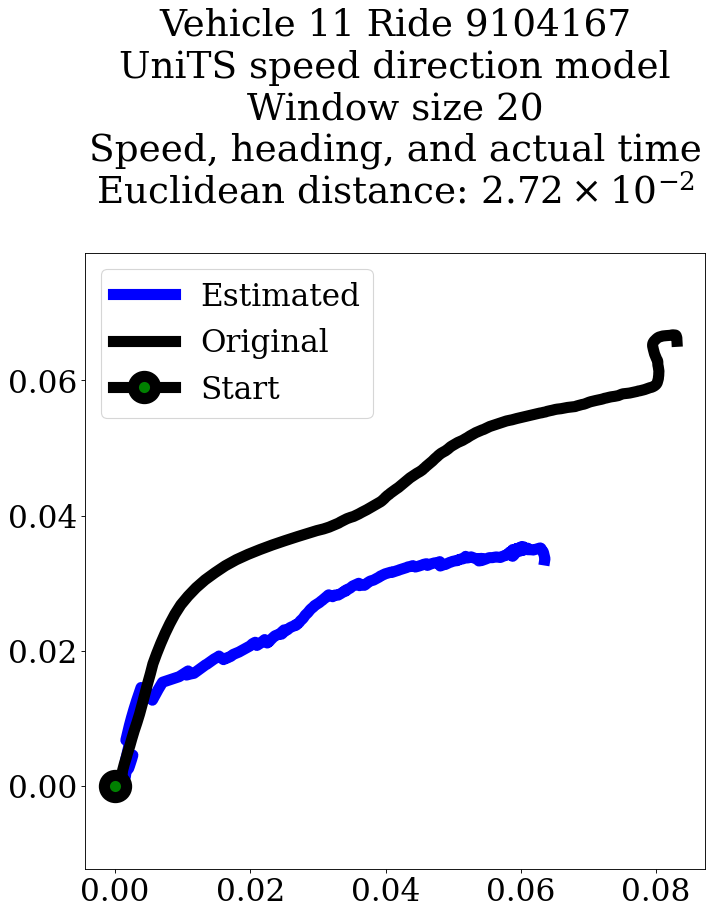 Vehicle 11 Ride 9104167
UniTS speed direction model
Window size 20
Speed, heading, and actual time
Euclidean distance: 2.72 × 10⁻²
Estimated
Original
Start
0.06
0.04
0.02
0.00
0.00 0.02 0.04 0.06 0.08